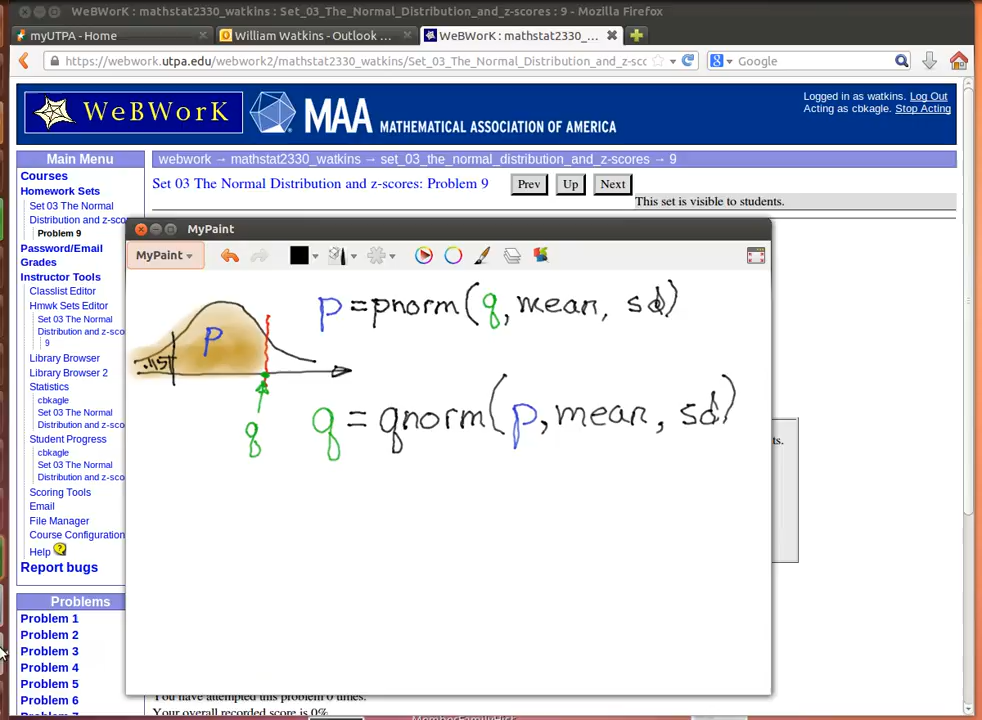 WeBWorK : mathstat2330_watkins : Set_03_The_Normal_Distribution_and_z-scores : 9 - Mozilla Firefox
myUTPA - Home
William Watkins - Outlook ...
WeBWorK : mathstat2330_...
https://webwork.utpa.edu/webwork2/mathstat2330_watkins/Set_03_The_Normal_Distribution_and_z-sc
Google
WeBWorK
MAA MATHEMATICAL ASSOCIATION OF AMERICA
Logged in as watkins. Log Out
Acting as cbkagle. Stop Acting
Main Menu
Courses
Homework Sets
Set 03 The Normal
Distribution and z-sco
Problem 9
Password/Email
Grades
Instructor Tools
Classlist Editor
Hmwk Sets Editor
Set 03 The Normal
Distribution and z-sco
9
Library Browser
Library Browser 2
Statistics
cbkagle
Set 03 The Normal
Distribution and z-sco
Student Progress
cbkagle
Set 03 The Normal
Distribution and z-sco
Scoring Tools
Email
File Manager
Course Configuration
Help
Report bugs
Problems
Problem 1
Problem 2
Problem 3
Problem 4
Problem 5
Problem 6
webwork → mathstat2330_watkins → set_03_the_normal_distribution_and_z-scores → 9
Set 03 The Normal Distribution and z-scores: Problem 9
Prev
Up
Next
This set is visible to students.
MyPaint
MyPaint
p = pnorm(q, mean, sd)
P
.1151
q
q = qnorm(p, mean, sd)
ts.
You have attempted this problem 0 times.
Your overall recorded score is 0%